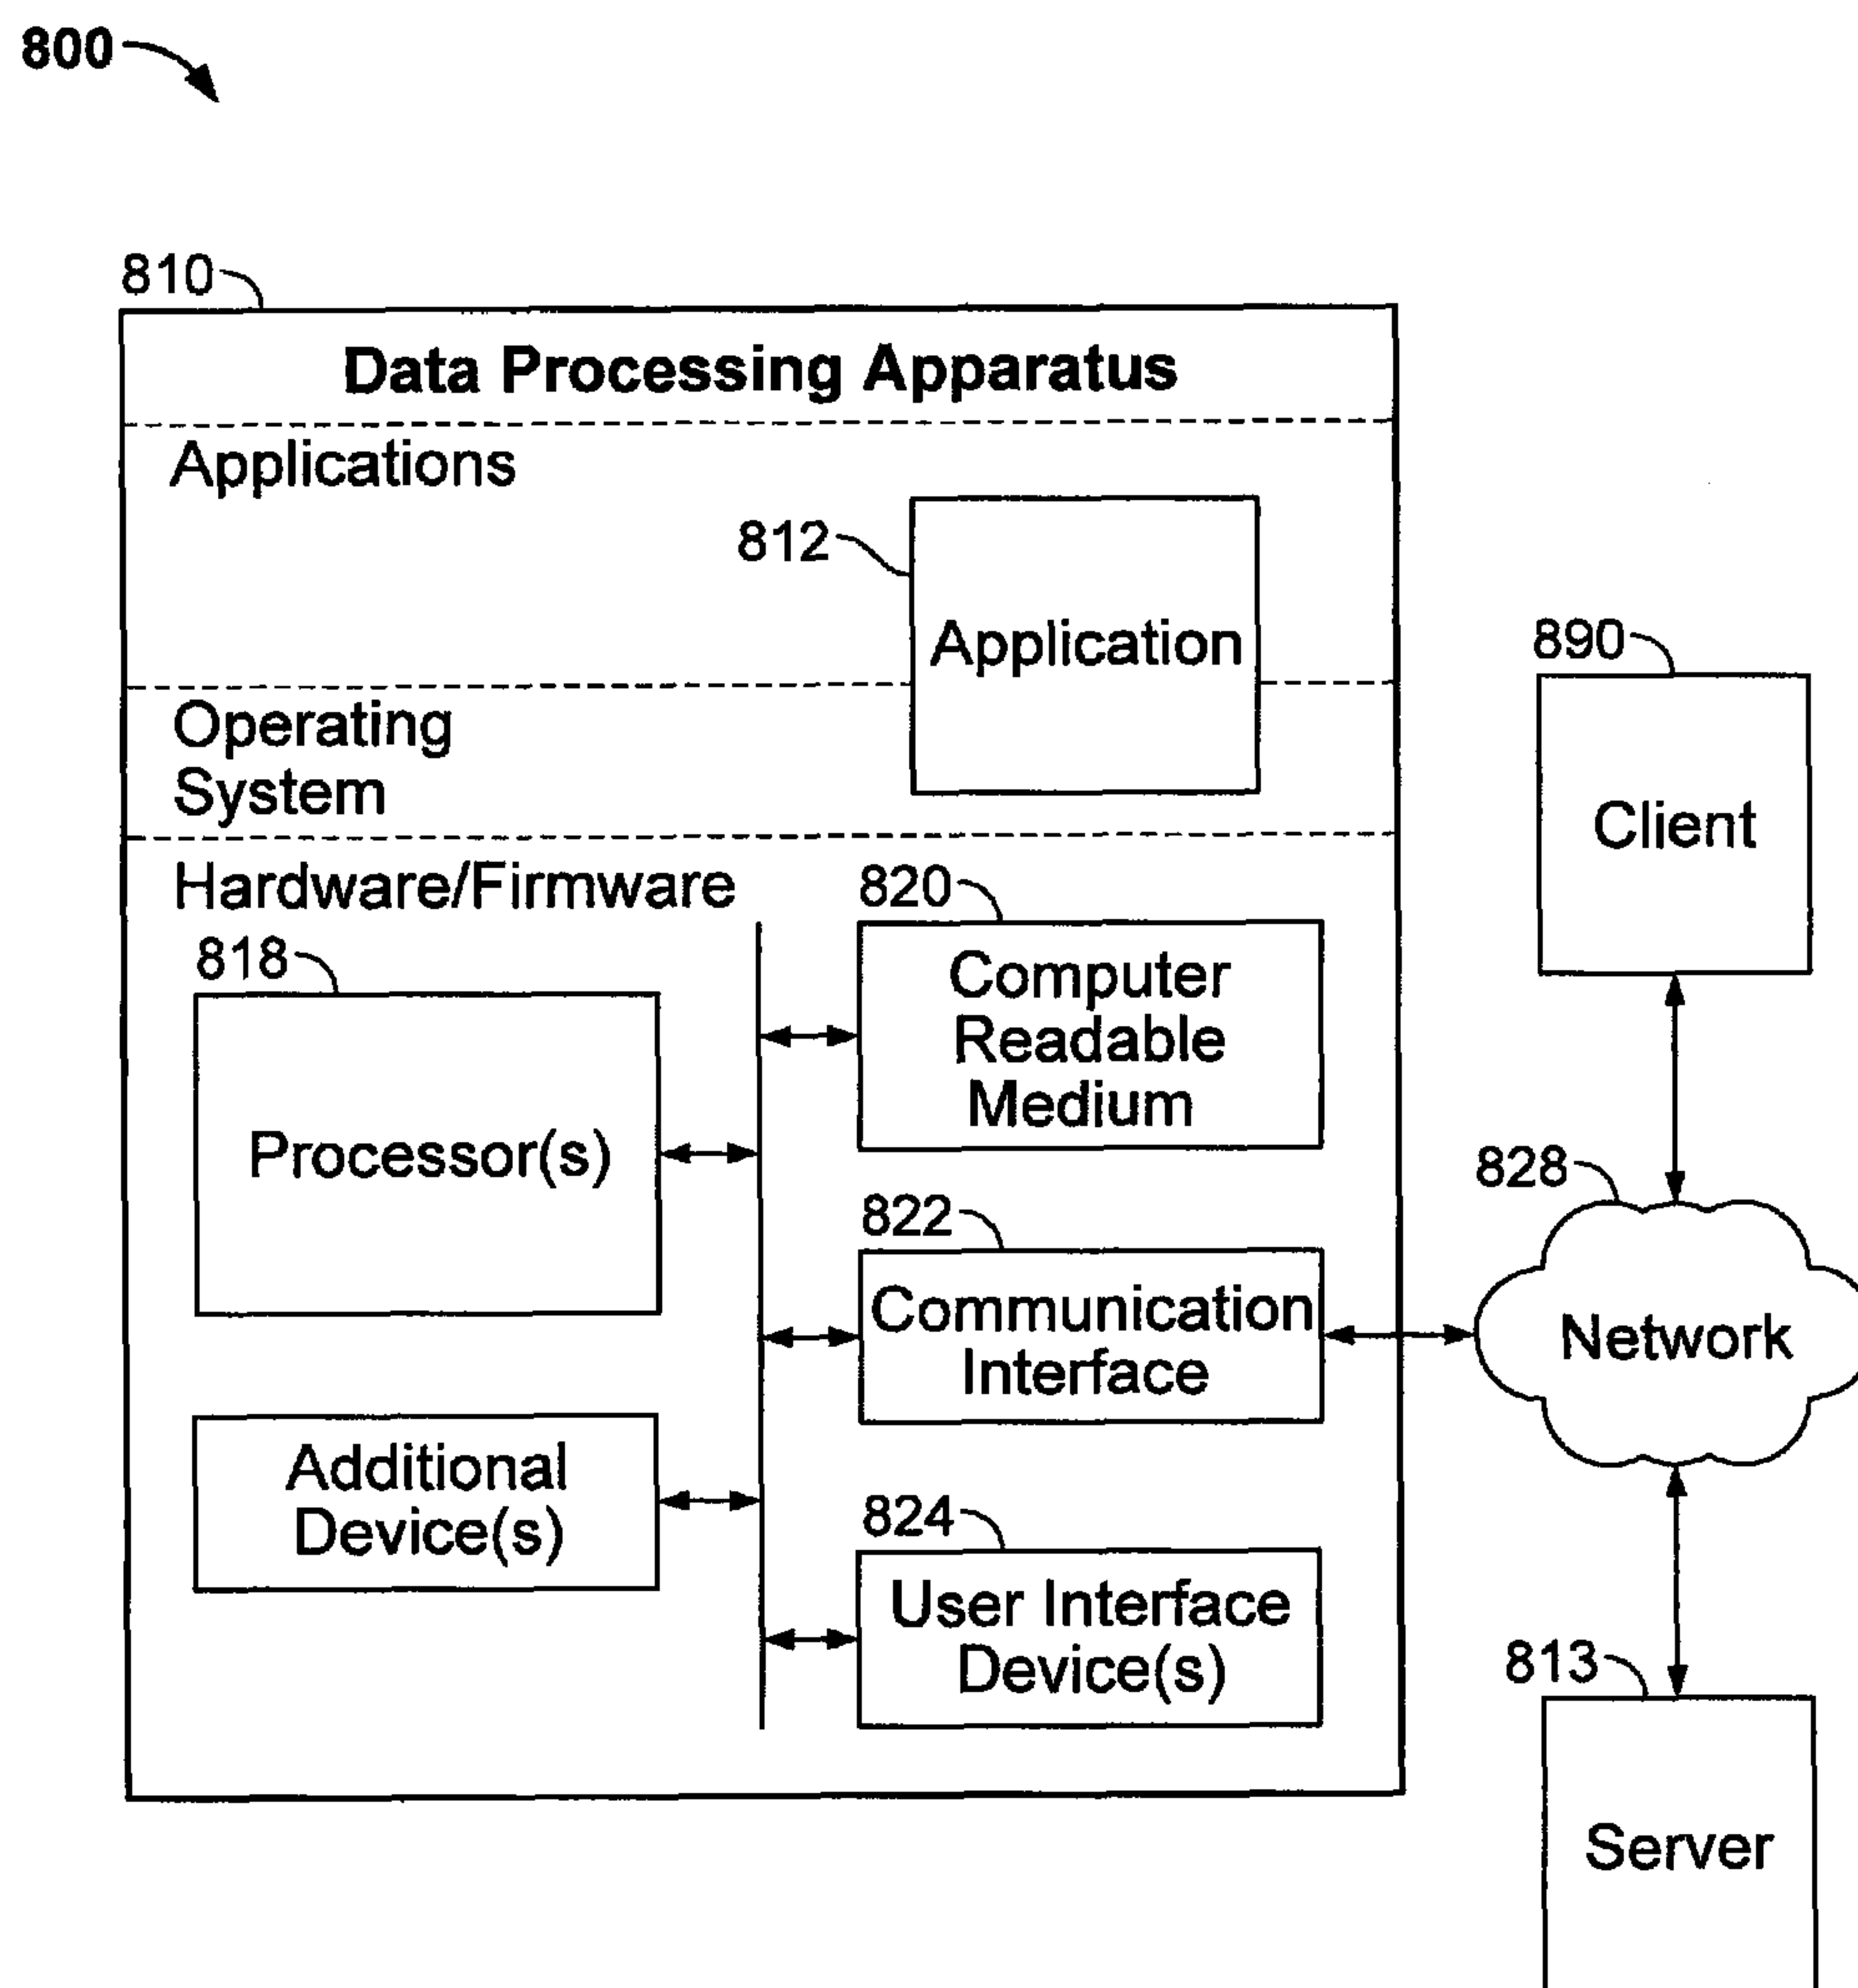 800
810
Data Processing Apparatus
Applications
812
Application
890
Operating
System
Client
Hardware/Firmware
820
818
Computer
Readable
Medium
Processor(s)
828
822
Communication
Interface
Network
Additional
Device(s)
824
User Interface
Device(s)
813
Server